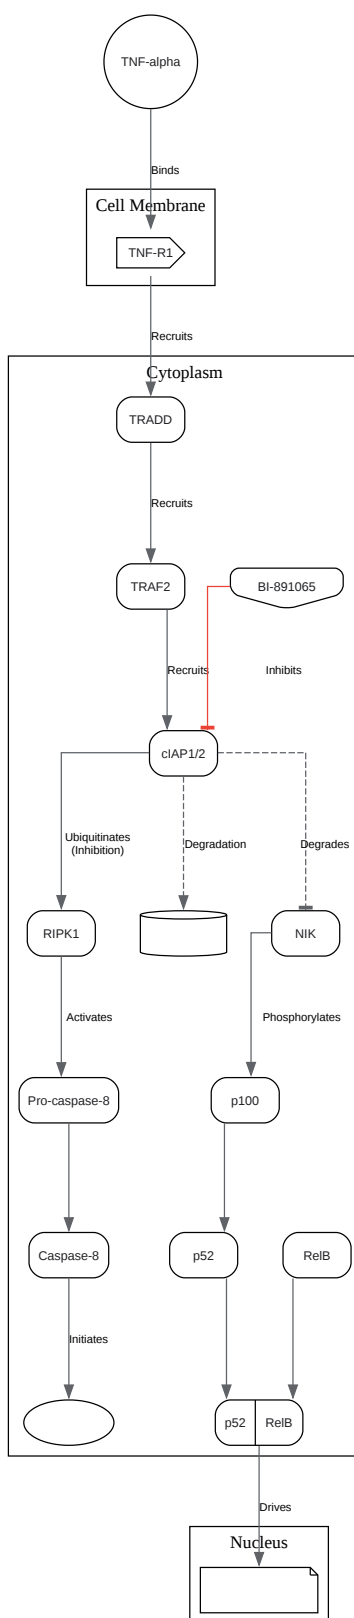 TNF-alpha
Binds
Cell Membrane
TNF-R1
Recruits
Cytoplasm
TRADD
Recruits
TRAF2
BI-891065
Recruits
Inhibits
cIAP1/2
Ubiquitinates
(Inhibition)
Degradation
Degrades
RIPK1
NIK
Activates
Phosphorylates
Pro-caspase-8
p100
Caspase-8
p52
RelB
Initiates
p52
RelB
Drives
Nucleus